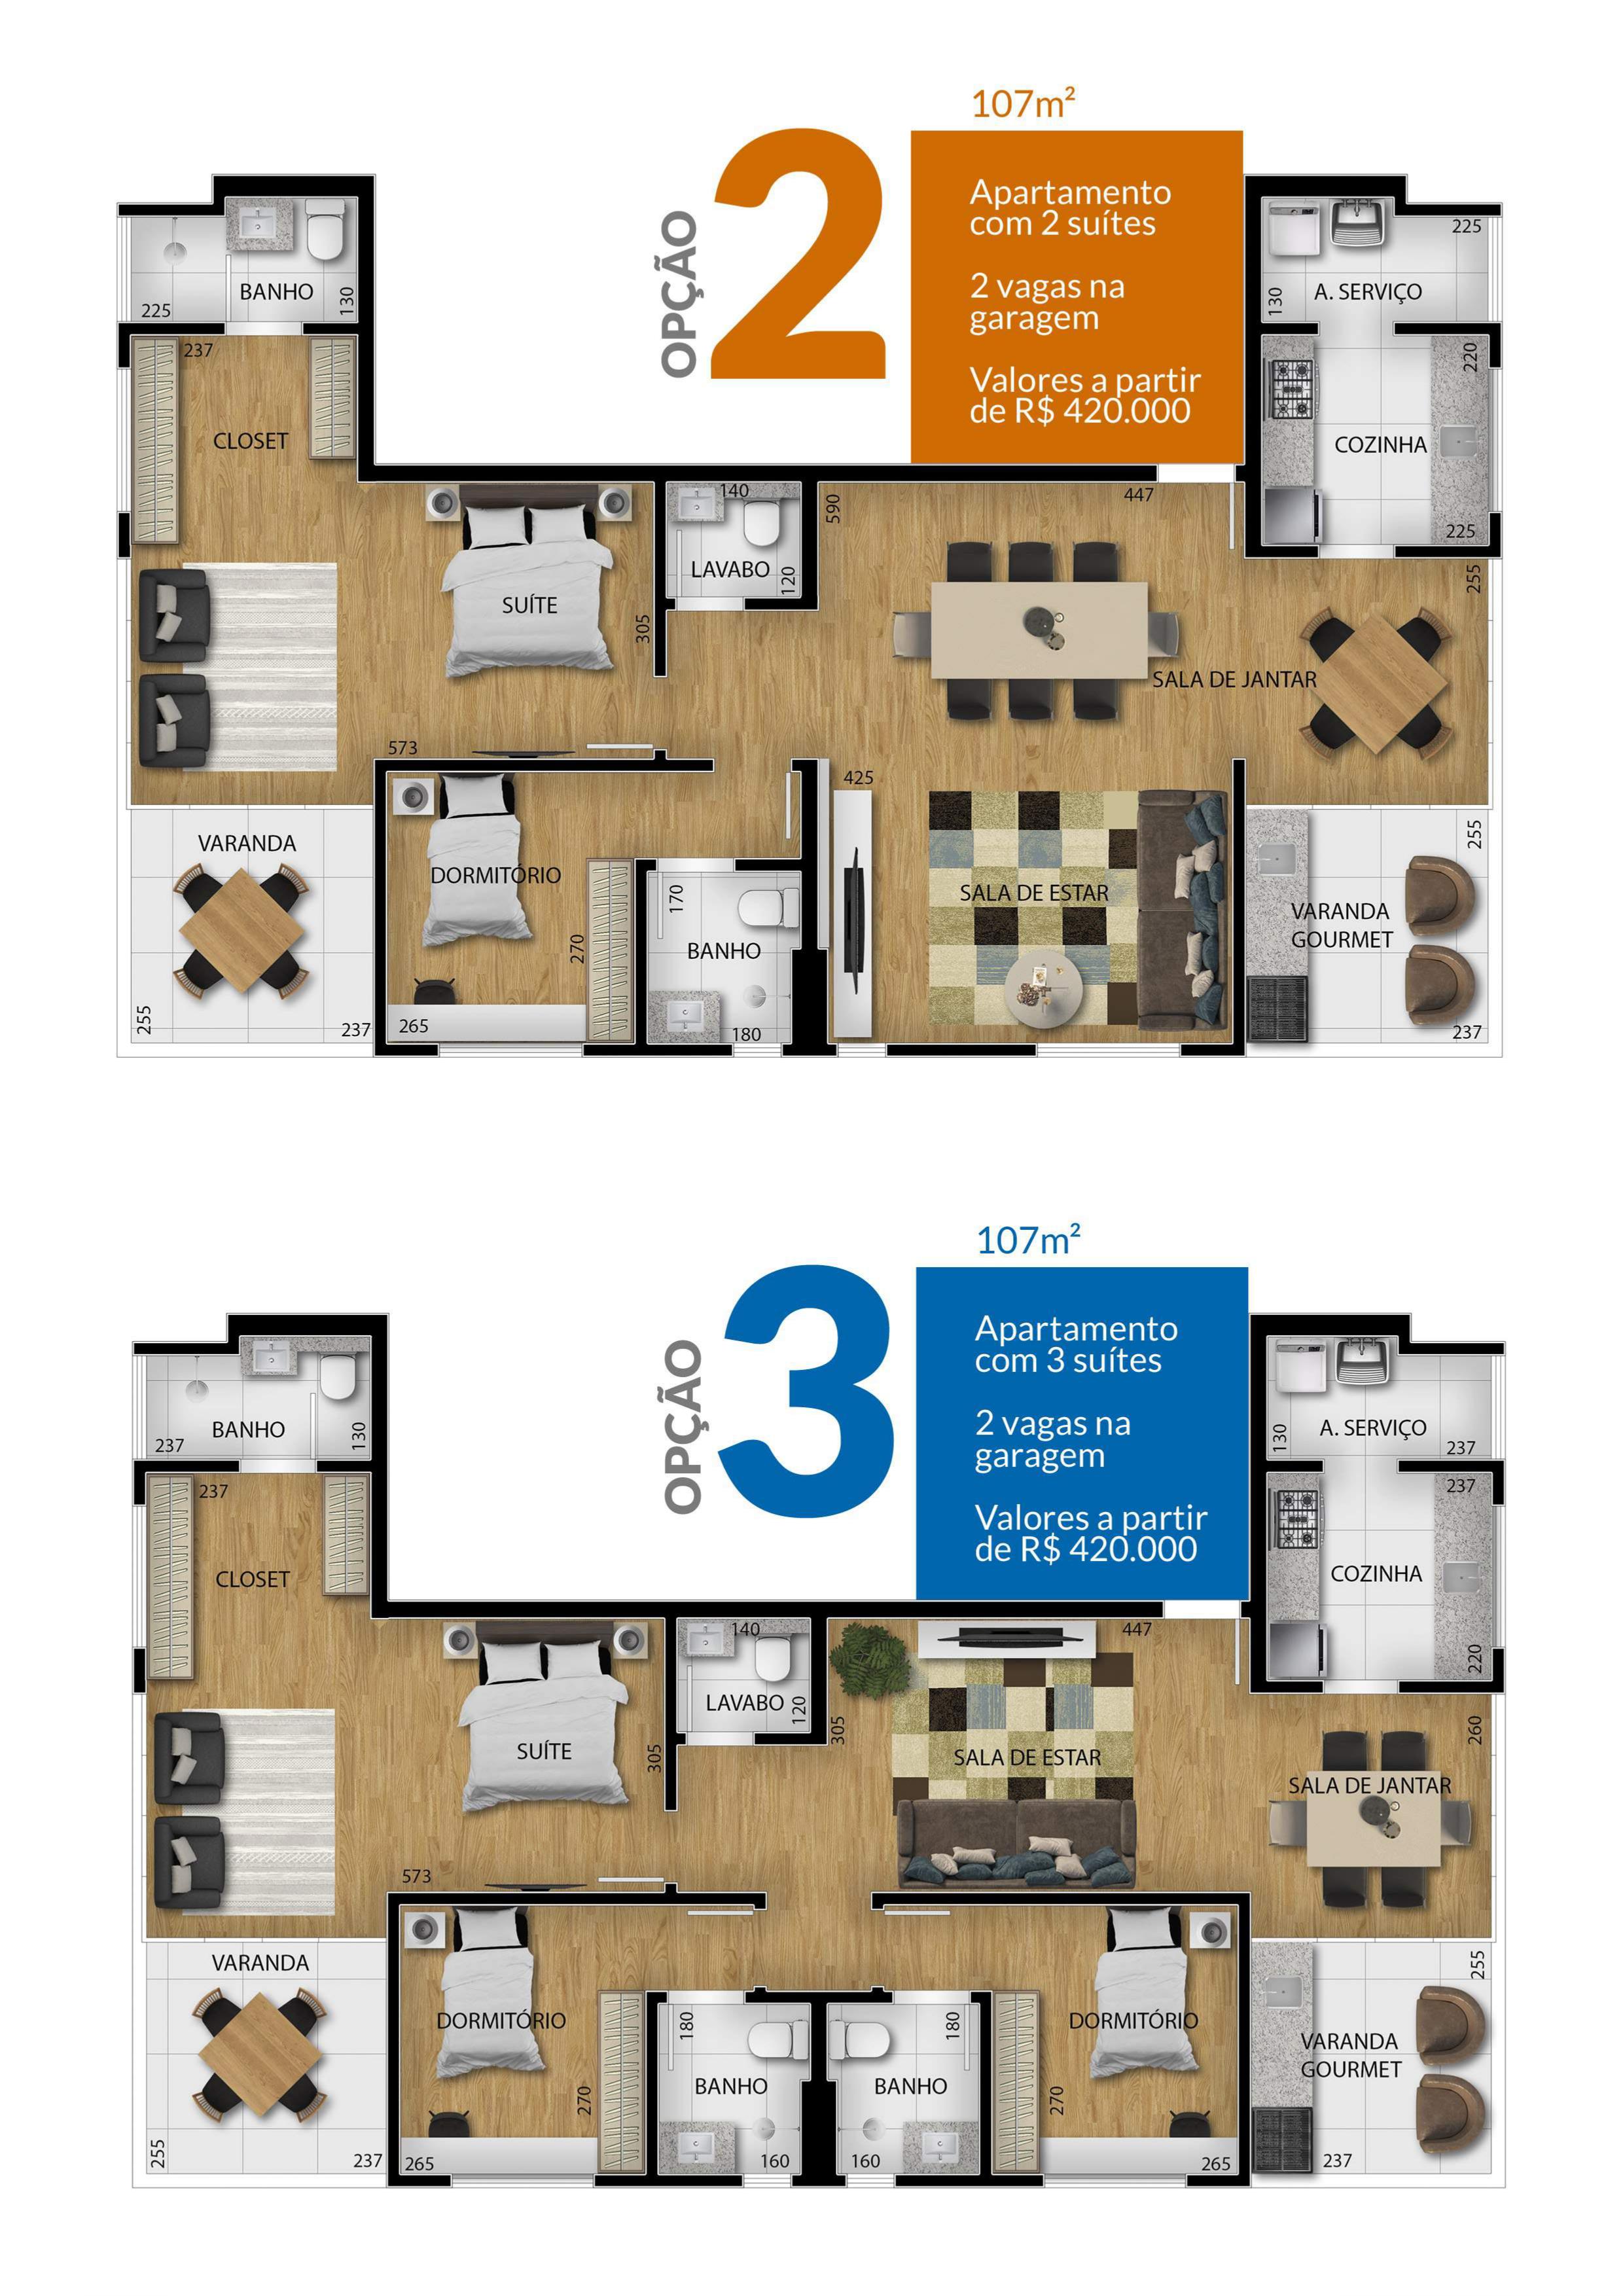 107m²
OPÇÃO
2
Apartamento
com 2 suítes
2 vagas na
garagem
Valores a partir
de R$ 420.000
BANHO
225
130
237
CLOSET
SUÍTE
305
573
140
LAVABO
120
590
447
225
130
A. SERVIÇO
220
COZINHA
225
255
SALA DE JANTAR
425
SALA DE ESTAR
VARANDA
255
237
DORMITÓRIO
270
265
170
BANHO
180
255
VARANDA
GOURMET
237
107m²
OPÇÃO
3
Apartamento
com 3 suítes
2 vagas na
garagem
Valores a partir
de R$ 420.000
BANHO
237
130
237
CLOSET
SUÍTE
305
573
140
LAVABO
120
305
447
SALA DE ESTAR
130
A. SERVIÇO
237
237
COZINHA
220
260
SALA DE JANTAR
VARANDA
255
237
DORMITÓRIO
270
265
180
BANHO
160
180
BANHO
160
270
DORMITÓRIO
265
255
VARANDA
GOURMET
237